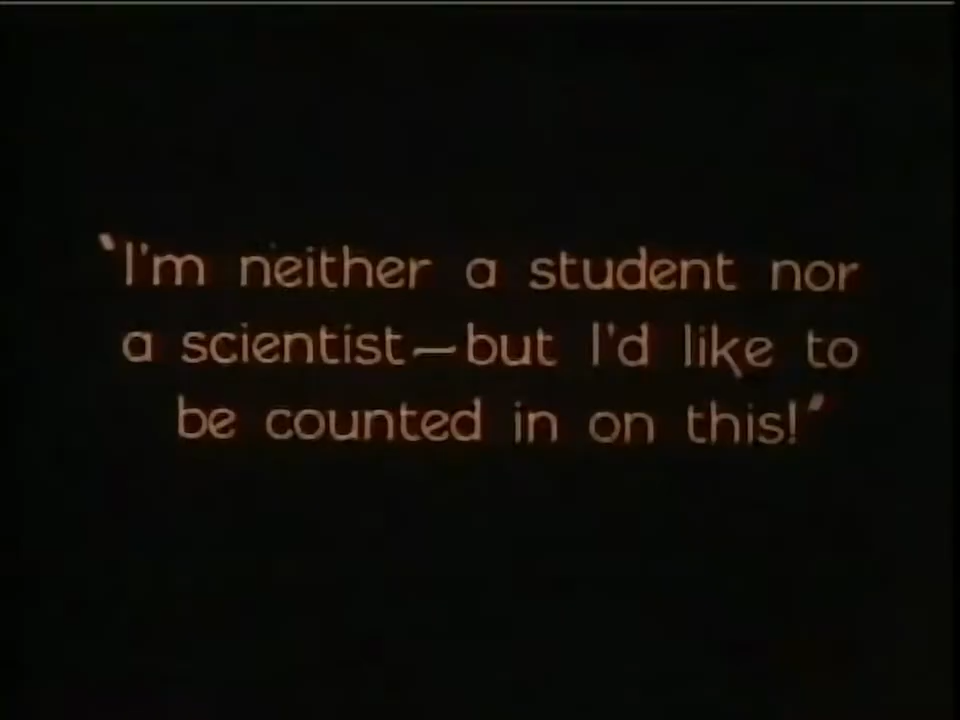 "I'm neither a student nor
a scientist—but I'd like to
be counted in on this!"